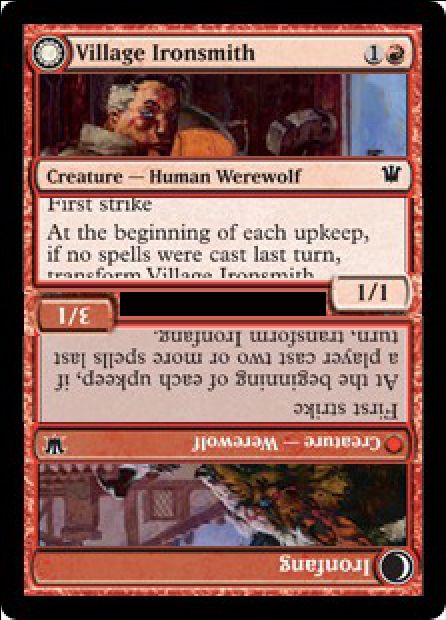 Village Ironsmith 1
Creature — Human Werewolf
First strike
At the beginning of each upkeep,
if no spells were cast last turn,
transform Village Ironsmith
1/1
Ironfang
Creature — Werewolf
First strike
At the beginning of each upkeep, if
a player cast two or more spells last
turn, transform Ironfang.
3/1